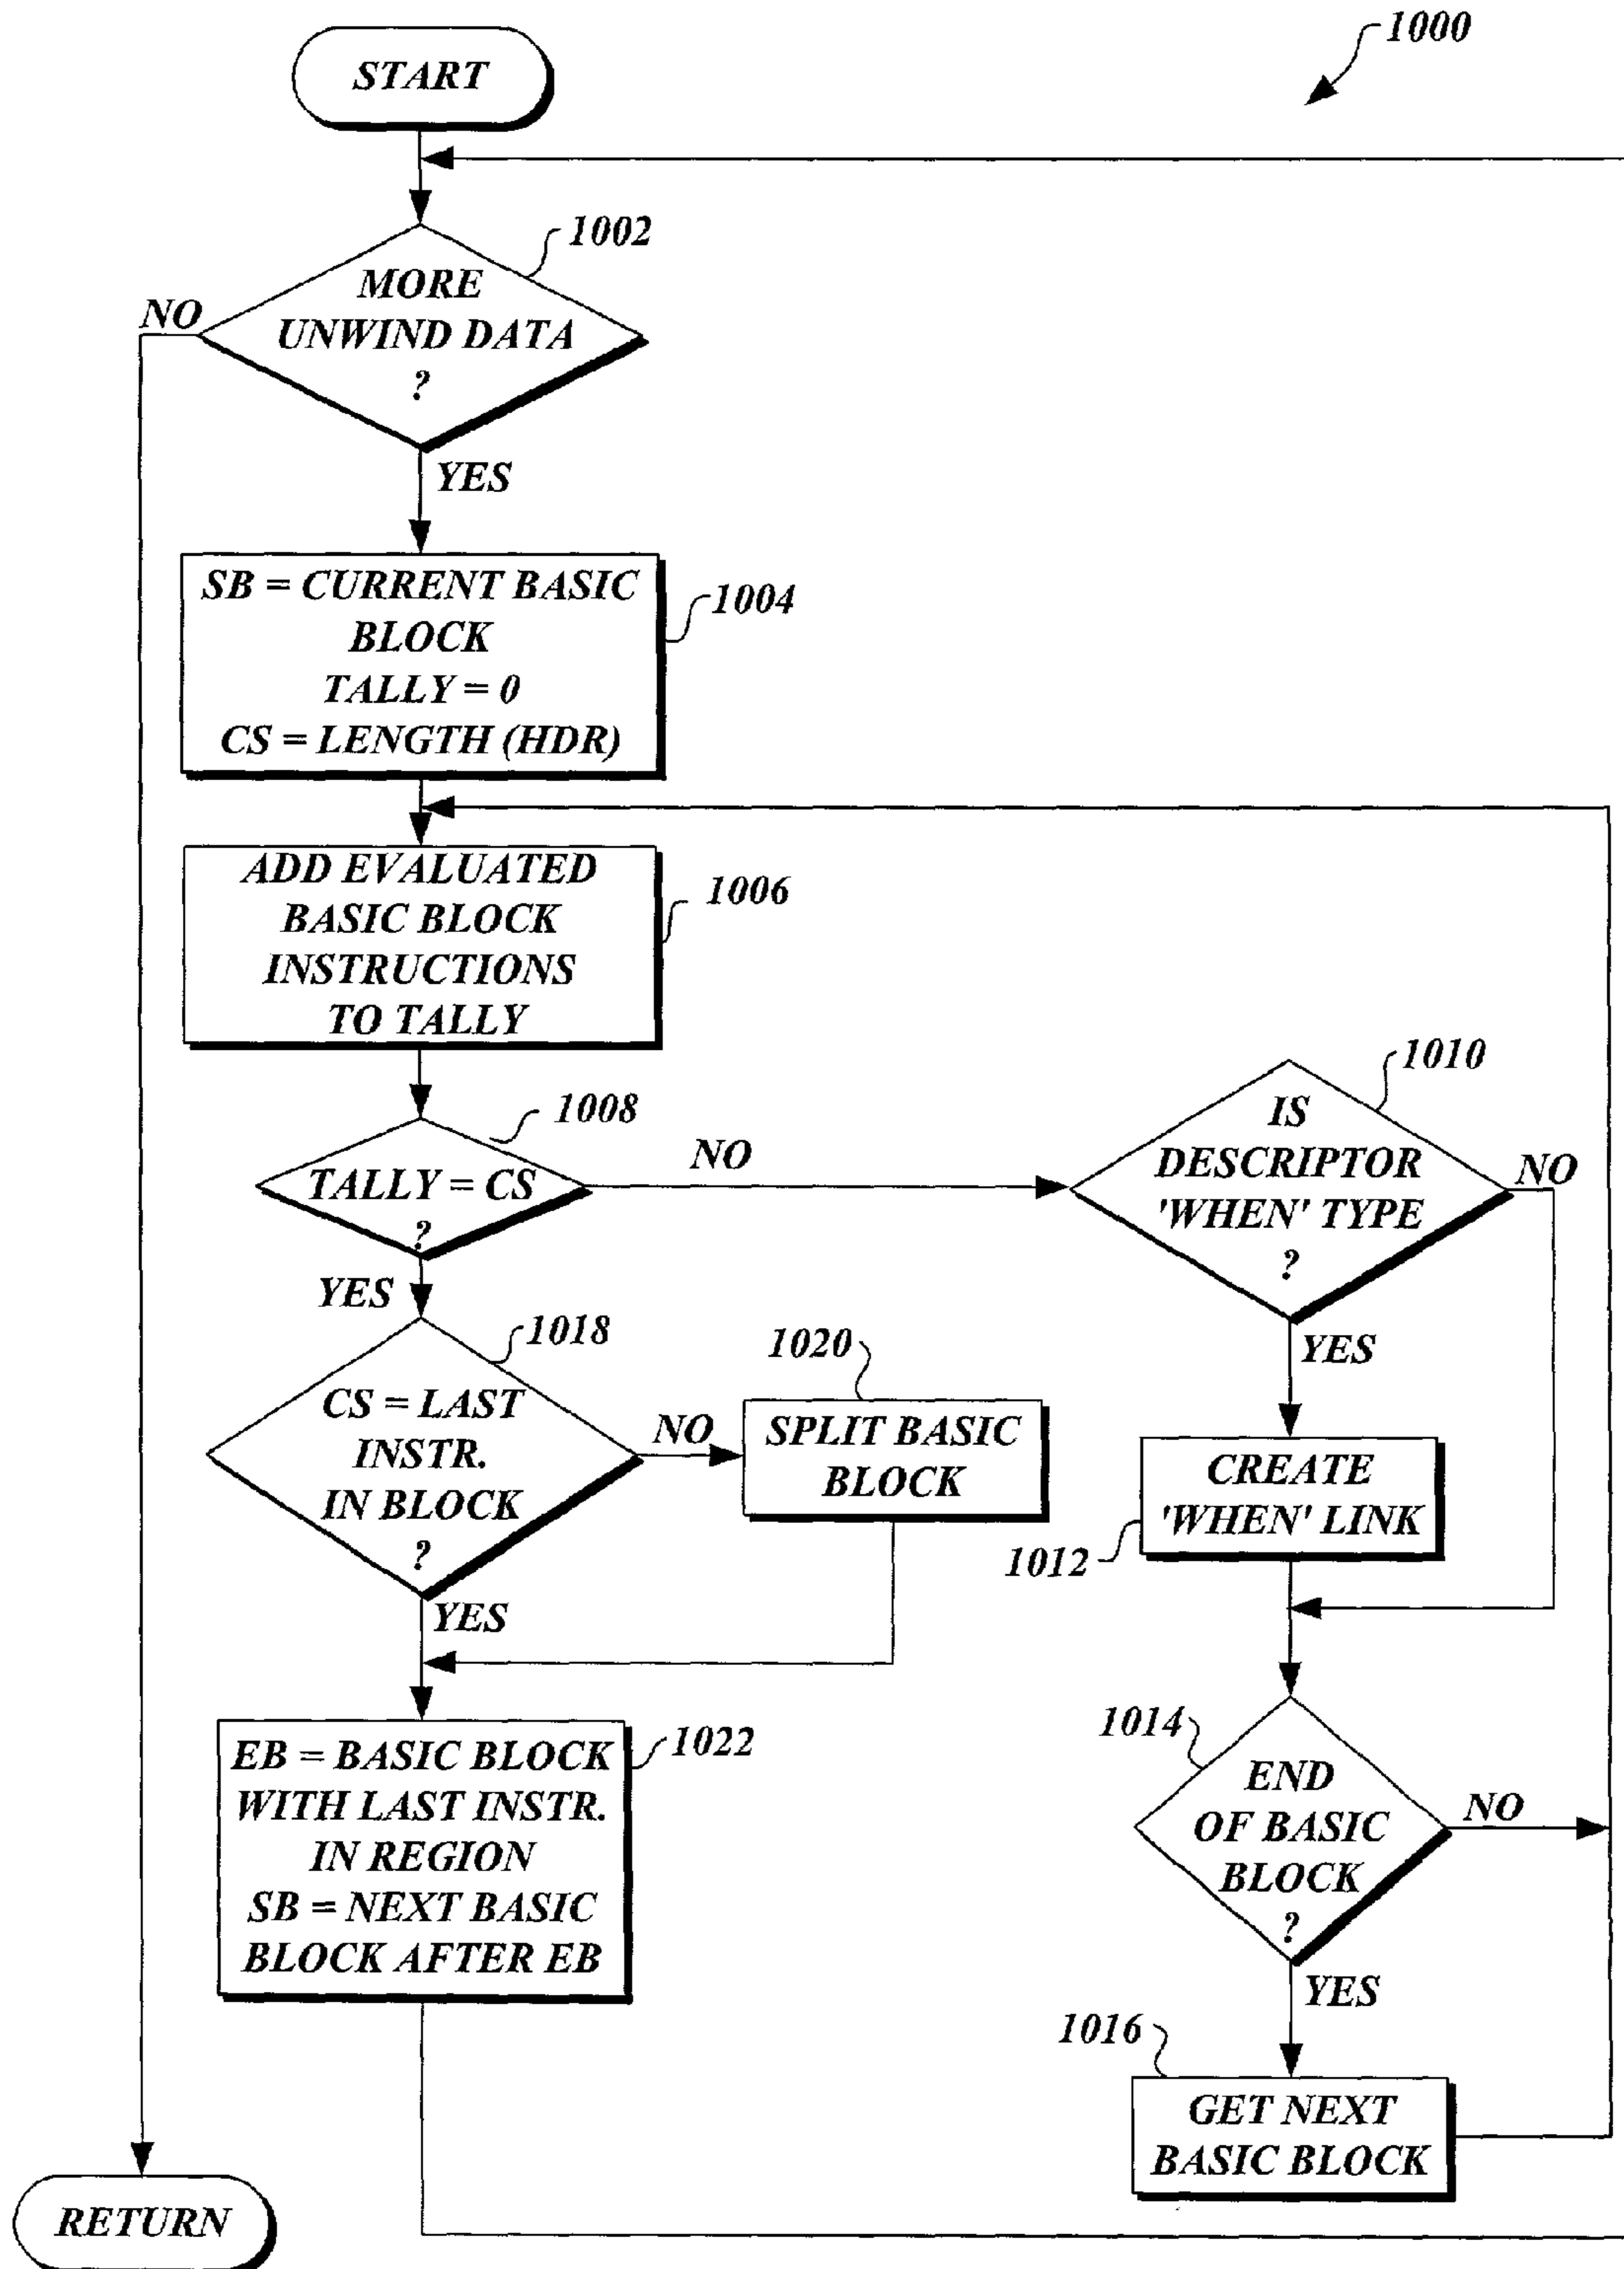 1000
START
1002
MORE
UNWIND DATA
?
NO
YES
SB = CURRENT BASIC
BLOCK
TALLY = 0
CS = LENGTH (HDR)
1004
ADD EVALUATED
BASIC BLOCK
INSTRUCTIONS
TO TALLY
1006
1008
TALLY = CS
?
NO
YES
1010
IS
DESCRIPTOR
'WHEN' TYPE
?
NO
YES
1018
CS = LAST
INSTR.
IN BLOCK
?
NO
YES
1020
SPLIT BASIC
BLOCK
CREATE
'WHEN' LINK
1012
1022
EB = BASIC BLOCK
WITH LAST INSTR.
IN REGION
SB = NEXT BASIC
BLOCK AFTER EB
1014
END
OF BASIC
BLOCK
?
NO
YES
1016
GET NEXT
BASIC BLOCK
RETURN